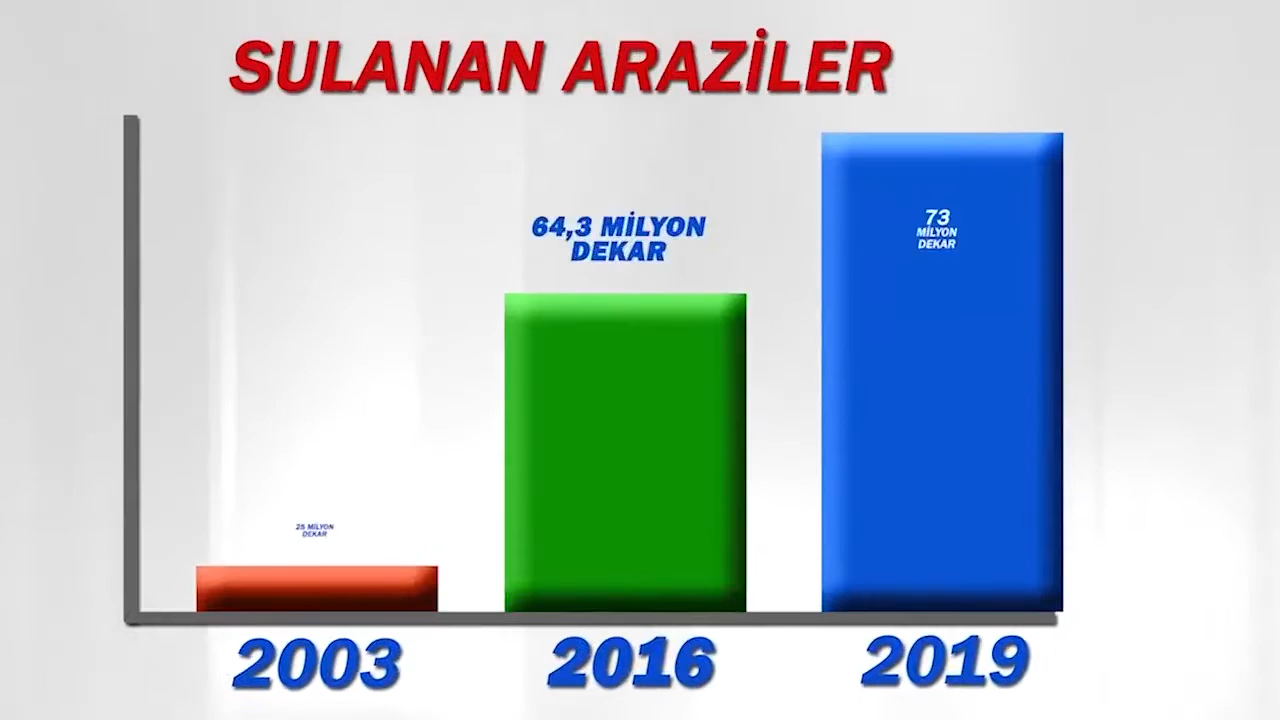 SULANAN ARAZİLER
64,3 MİLYON
DEKAR
73
MİLYON
DEKAR
25 MİLYON
DEKAR
2003
2016
2019